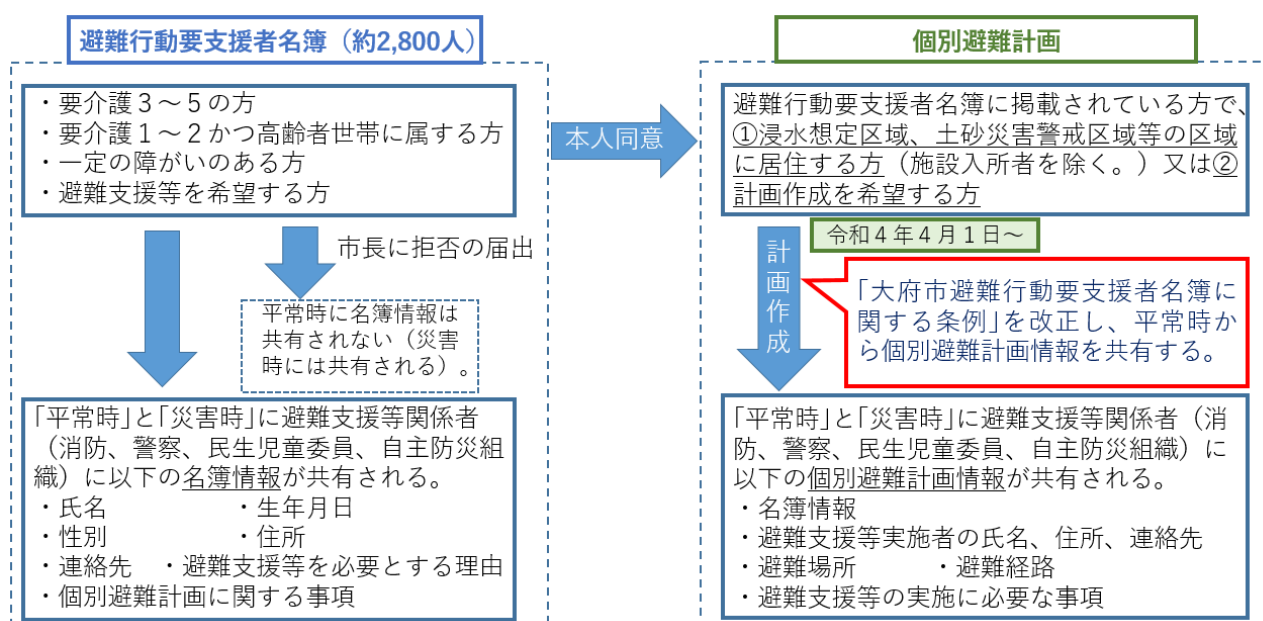 避難行動要支援者名簿（約2,800人）
・要介護３～５の方
・要介護１～２かつ高齢者世帯に属する方
・一定の障がいのある方
・避難支援等を希望する方
市長に拒否の届出
平常時に名簿情報は
共有されない（災害
時には共有される）。
「平常時」と「災害時」に避難支援等関係者
（消防、警察、民生児童委員、自主防災組
織）に以下の名簿情報が共有される。
・氏名　　　　　・生年月日
・性別　　　　　・住所
・連絡先　・避難支援等を必要とする理由
・個別避難計画に関する事項
本人同意
個別避難計画
避難行動要支援者名簿に掲載されている方で、
①浸水想定区域、土砂災害警戒区域等の区域
に居住する方（施設入所者を除く。）又は②
計画作成を希望する方
令和４年４月１日～
計画作成
「大府市避難行動要支援者名簿に
関する条例」を改正し、平常時か
ら個別避難計画情報を共有する。
「平常時」と「災害時」に避難支援等関係者（消
防、警察、民生児童委員、自主防災組織）に
以下の個別避難計画情報が共有される。
・名簿情報
・避難支援等実施者の氏名、住所、連絡先
・避難場所　　　・避難経路
・避難支援等の実施に必要な事項